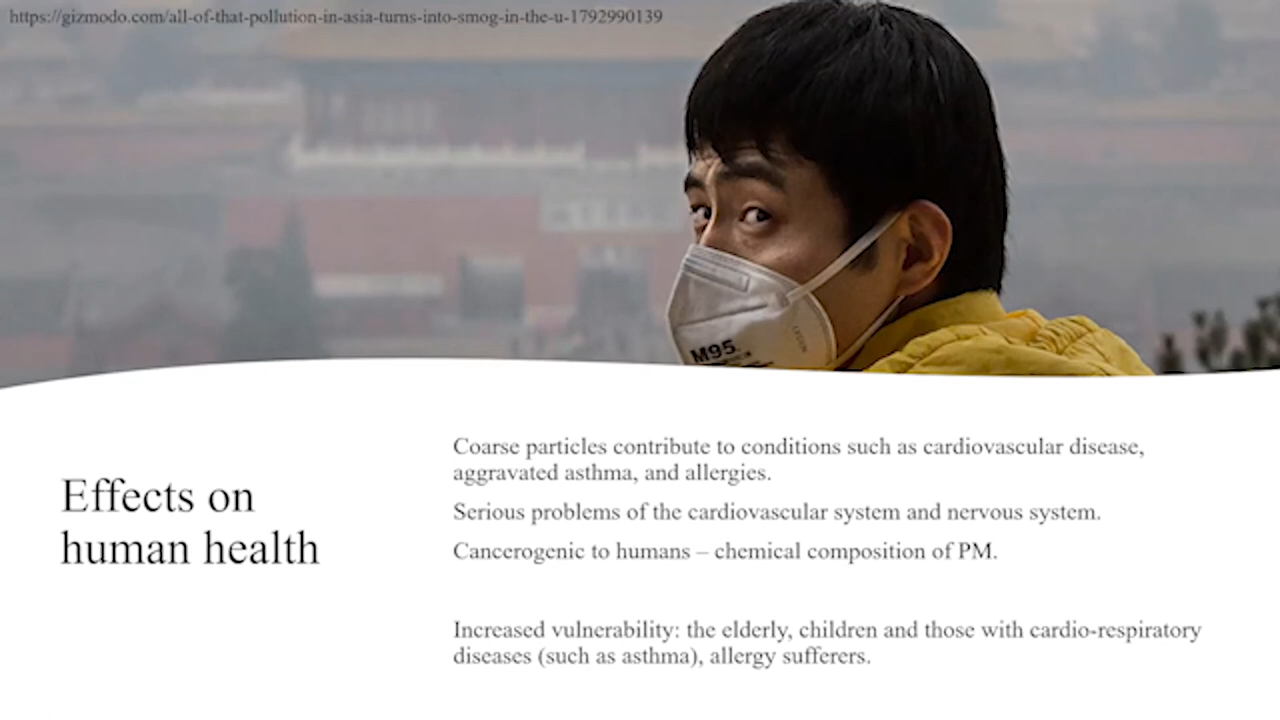 https://gizmodo.com/all-of-that-pollution-in-asia-turns-into-smog-in-the-u-1792990139
M95
Effects on
human health
Coarse particles contribute to conditions such as cardiovascular disease,
aggravated asthma, and allergies.
Serious problems of the cardiovascular system and nervous system.
Cancerogenic to humans – chemical composition of PM.
Increased vulnerability: the elderly, children and those with cardio-respiratory
diseases (such as asthma), allergy sufferers.